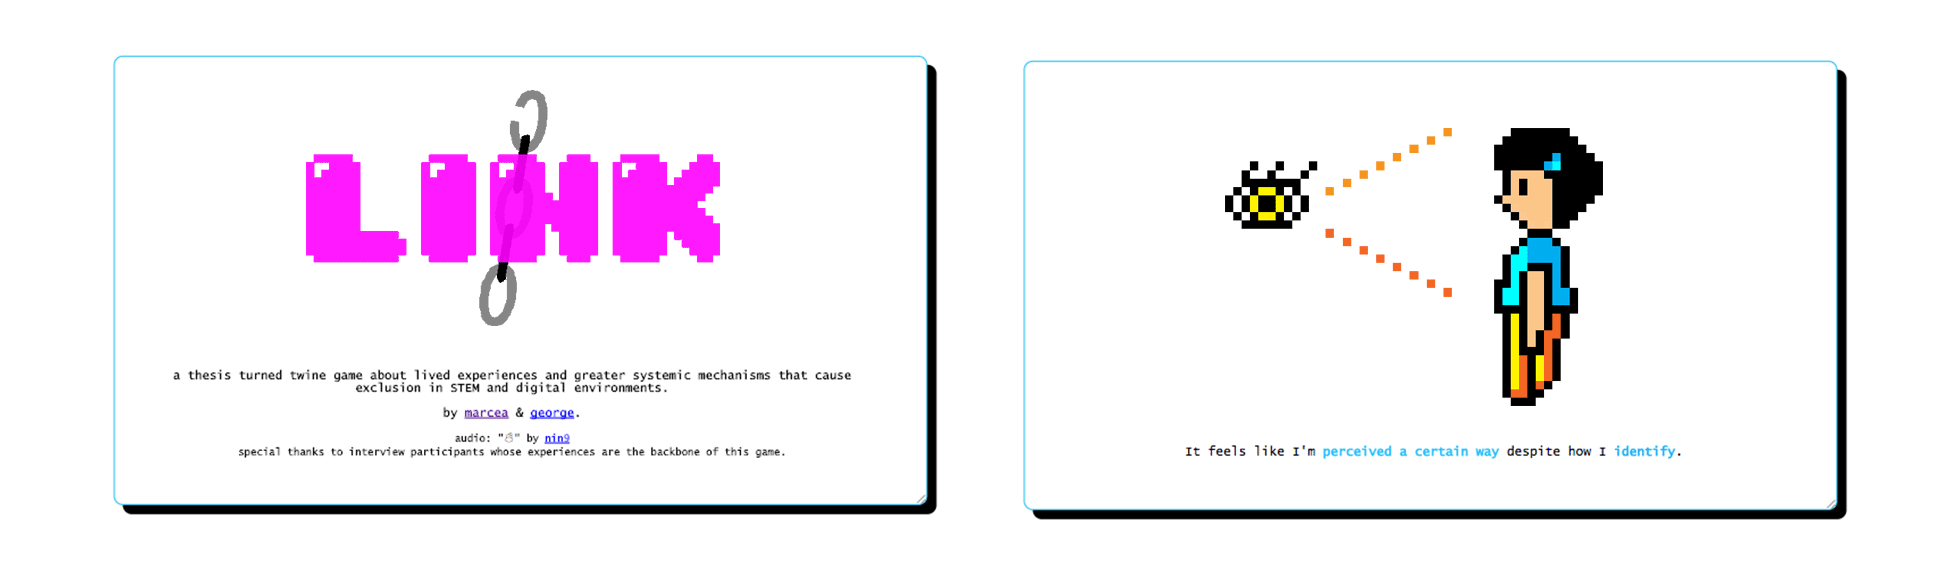 LINK
a thesis turned twine game about lived experiences and greater systemic mechanisms that cause
exclusion in STEM and digital environments.
by marcea & george.
audio: "☃" by nin9
special thanks to interview participants whose experiences are the backbone of this game.
It feels like I'm perceived a certain way despite how I identify.